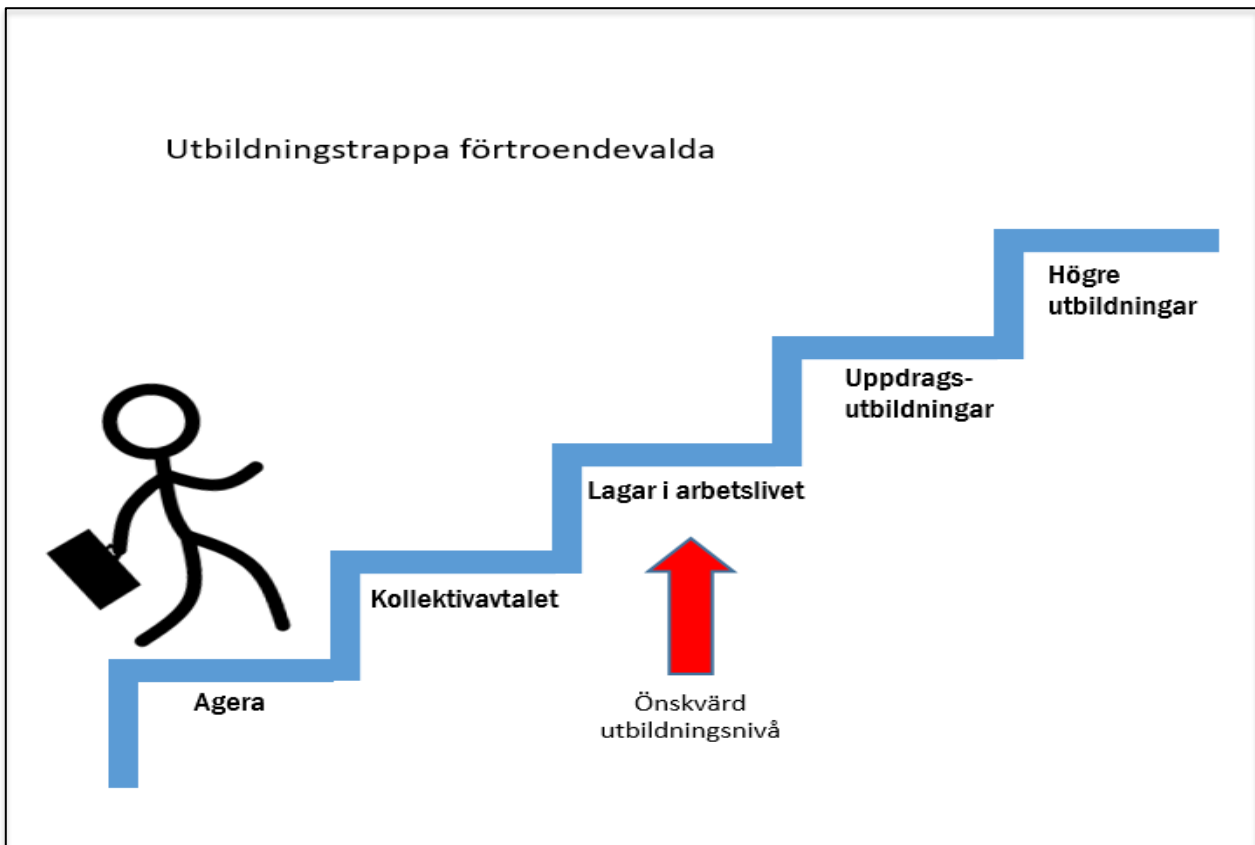 Utbildningstrappa förtroendevalda
Högre
utbildningar
Uppdrags-
utbildningar
Lagar i arbetslivet
Kollektivavtalet
Agera
Önskvärd
utbildningsnivå